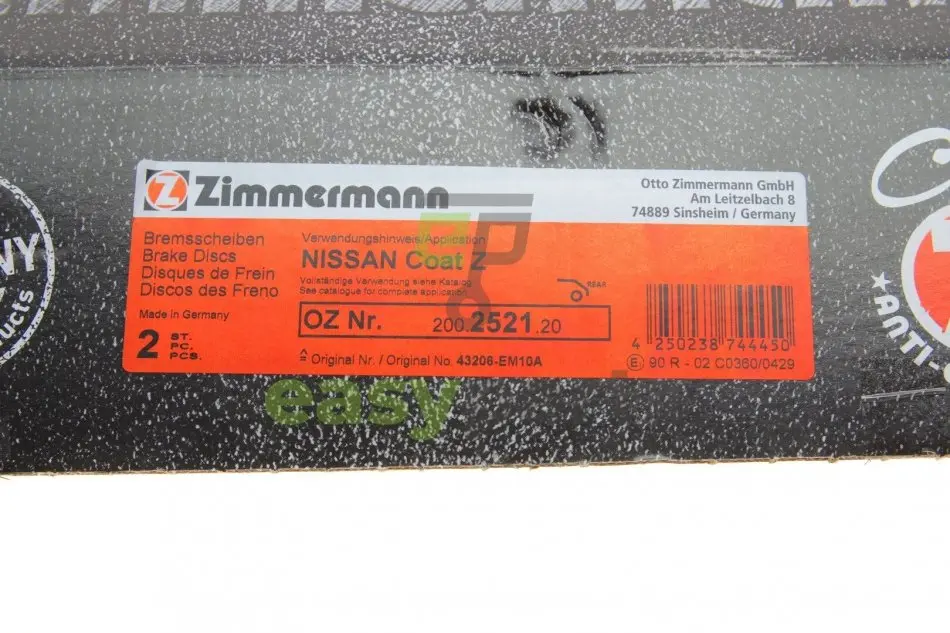 Zimmermann
Otto Zimmermann GmbH
Am Leitzelbach 8
74889 Sinsheim / Germany
Bremsscheiben
Brake Discs
Disques de Frein
Discos des Freno
Made in Germany
2 ST.
PC.
PCS.
Verwendungshinweis/Application
NISSAN Coat Z
Vollständige Verwendung siehe Katalog
See catalogue for complete application
REAR
OZ Nr. 200.2521.20
≙ Original Nr. / Original No. 43206-EM10A
4 250238 744450
E1 90 R - 02 C0360/0429
easy
ANTI-